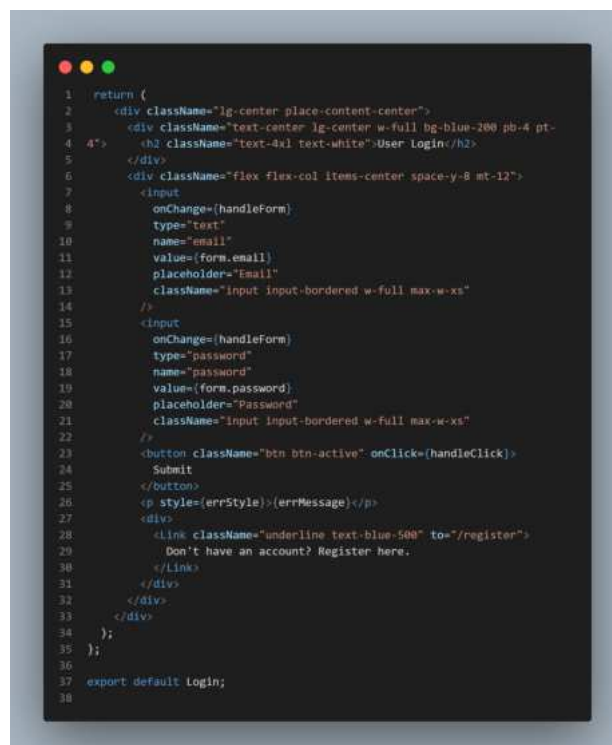 1 return (
2 <div className="lg-center place-content-center">
3 <div className="text-center lg-center w-full bg-blue-200 pb-4 pt-
4 4"> <h2 className="text-4xl text-white">User Login</h2>
5 </div>
6 <div className="flex flex-col items-center space-y-8 mt-12">
7 <input
8 onChange={handleForm}
9 type="text"
10 name="email"
11 value={form.email}
12 placeholder="Email"
13 className="input input-bordered w-full max-w-xs"
14 />
15 <input
16 onChange={handleForm}
17 type="password"
18 name="password"
19 value={form.password}
20 placeholder="Password"
21 className="input input-bordered w-full max-w-xs"
22 />
23 <button className="btn btn-active" onClick={handleClick}>
24 Submit
25 </button>
26 <p style={errStyle}>{errMessage}</p>
27 <div>
28 <Link className="underline text-blue-500" to="/register">
29 Don't have an account? Register here.
30 </Link>
31 </div>
32 </div>
33 </div>
34 );
35 );
36
37 export default Login;
38